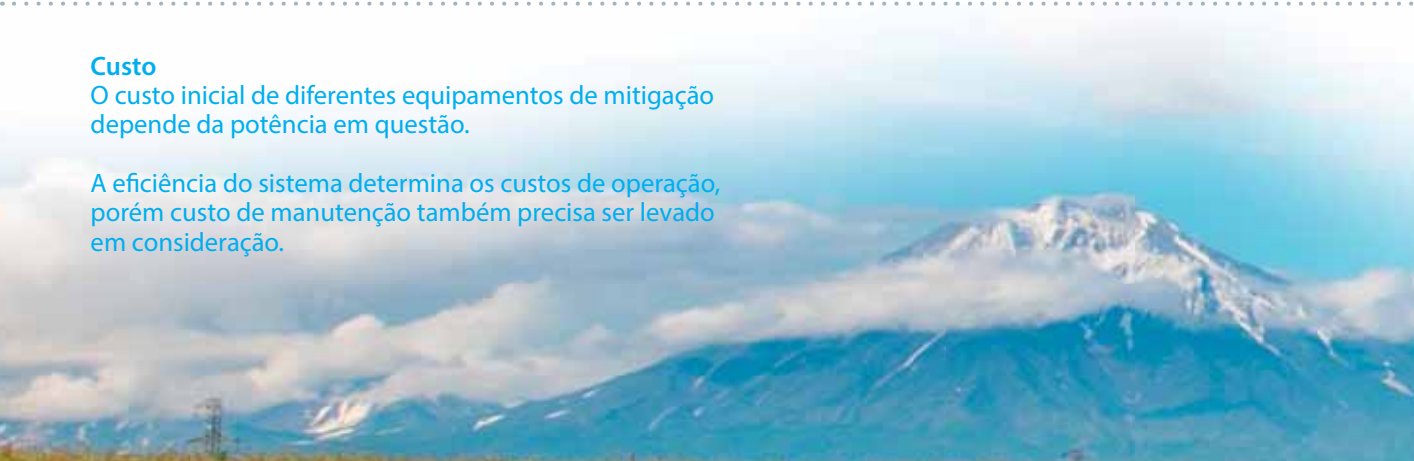 Custo
O custo inicial de diferentes equipamentos de mitigação
depende da potência em questão.
A eficiência do sistema determina os custos de operação,
porém custo de manutenção também precisa ser levado
em consideração.